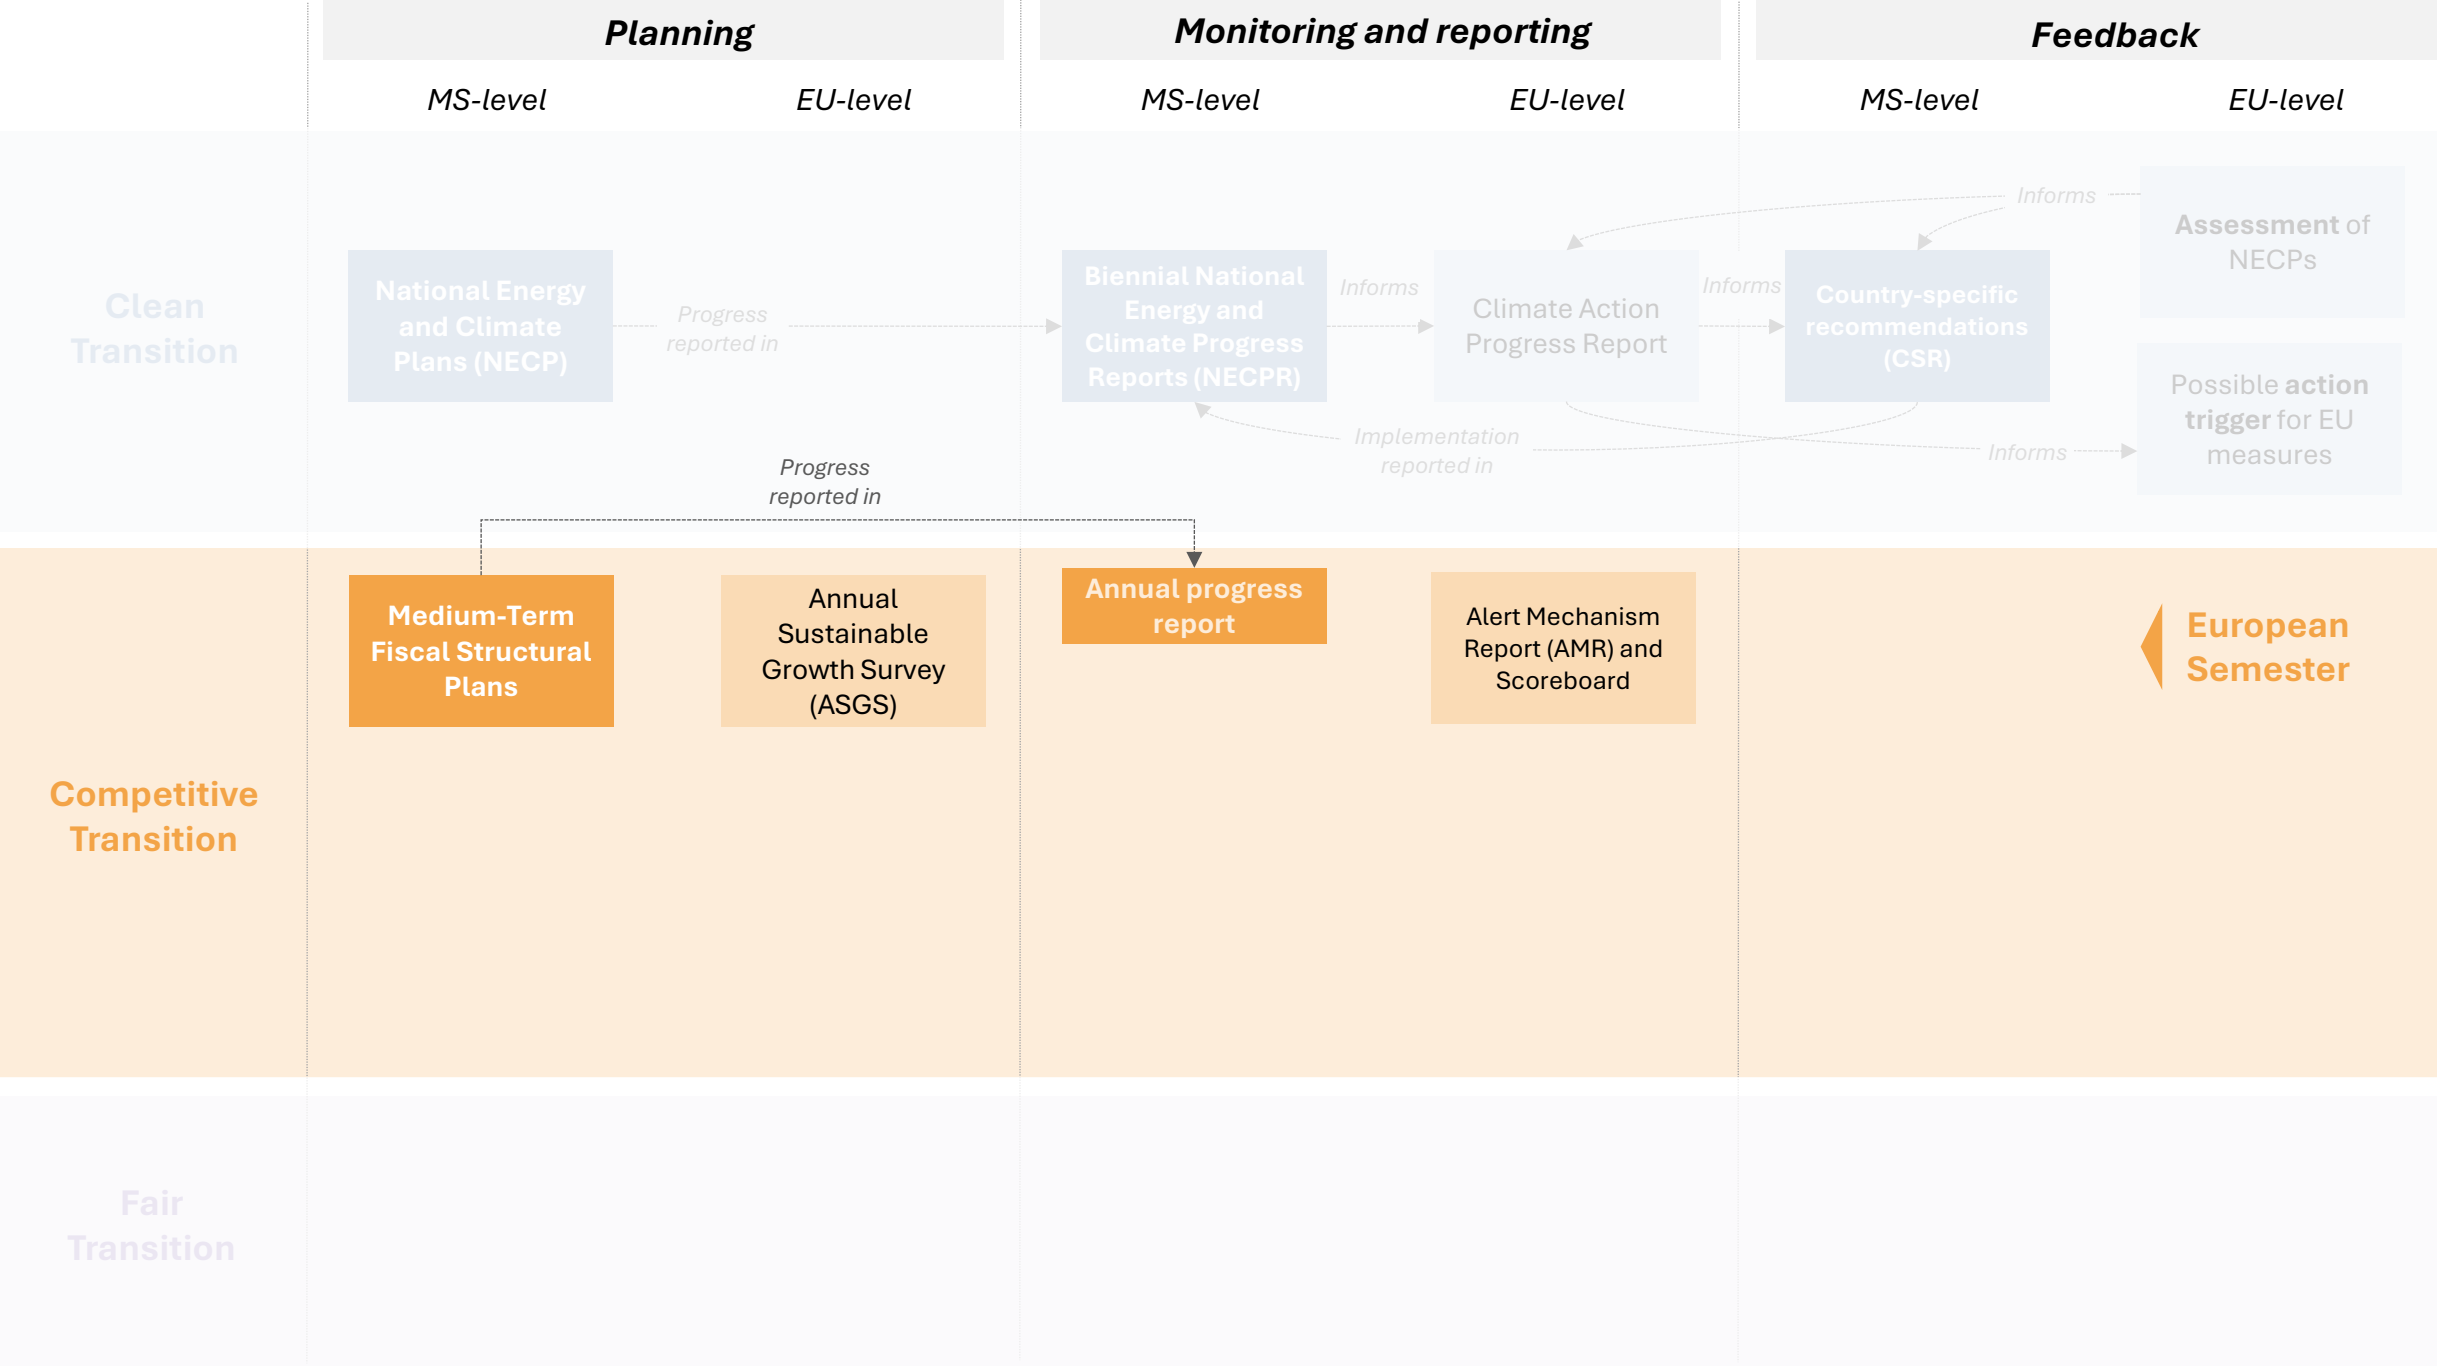 Planning
Monitoring and reporting
Feedback
MS-level
EU-level
MS-level
EU-level
MS-level
EU-level
Clean
Transition
National Energy
and Climate
Plans (NECP)
Progress
reported in
Biennial National
Energy and
Climate Progress
Reports (NECPR)
Informs
Climate Action
Progress Report
Informs
Country-specific
recommendations
(CSR)
Informs
Assessment of
NECPs
Possible action
trigger for EU
measures
Implementation
reported in
Informs
Progress
reported in
Competitive
Transition
Medium-Term
Fiscal Structural
Plans
Annual
Sustainable
Growth Survey
(ASGS)
Annual progress
report
Alert Mechanism
Report (AMR) and
Scoreboard
European
Semester
Fair
Transition